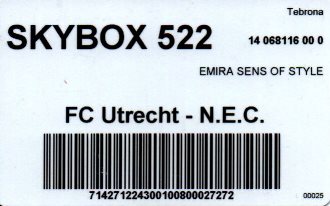 Tebrona
SKYBOX 522
14 068116 00 0
EMIRA SENS OF STYLE
FC Utrecht - N.E.C.
71427122430010080002727​2
00025